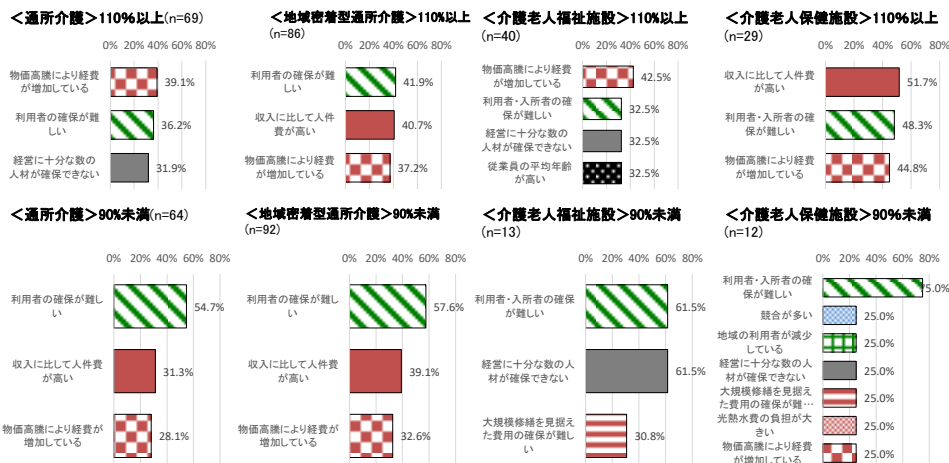 ＜通所介護＞110％以上(n=69)
0% 20% 40% 60% 80%
物価高騰により経費
が増加している
39.1%
利用者の確保が難
しい
36.2%
経営に十分な数の
人材が確保できない
31.9%
＜地域密着型通所介護＞110%以上
(n=86)
0% 20% 40% 60% 80%
利用者の確保が難
しい
41.9%
収入に比して人件
費が高い
40.7%
物価高騰により経費
が増加している
37.2%
＜介護老人福祉施設＞110%以上
(n=40)
0% 20% 40% 60% 80%
物価高騰により経費
が増加している
42.5%
利用者・入所者の確
保が難しい
32.5%
経営に十分な数の
人材が確保できない
32.5%
従業員の平均年齢
が高い
32.5%
＜介護老人保健施設＞110％以上
(n=29)
0% 20% 40% 60% 80%
収入に比して人件費
が高い
51.7%
利用者・入所者の確
保が難しい
48.3%
物価高騰により経費
が増加している
44.8%
＜通所介護＞90%未満(n=64)
0% 20% 40% 60% 80%
利用者の確保が難し
い
54.7%
収入に比して人件費
が高い
31.3%
物価高騰により経費が
増加している
28.1%
＜地域密着型通所介護＞90%未満
(n=92)
0% 20% 40% 60% 80%
利用者の確保が難し
い
57.6%
収入に比して人件費
が高い
39.1%
物価高騰により経費が
増加している
32.6%
＜介護老人福祉施設＞90%未満
(n=13)
0% 20% 40% 60% 80%
利用者・入所者の確保
が難しい
61.5%
経営に十分な数の人
材が確保できない
61.5%
大規模修繕を見据え
た費用の確保が難し
い
30.8%
＜介護老人保健施設＞90％未満
(n=12)
0% 20% 40% 60% 80%
利用者・入所者の確
保が難しい
75.0%
競合が多い
25.0%
地域の利用者が減少
している
25.0%
経営に十分な数の人
材が確保できない
25.0%
大規模修繕を見据え
た費用の確保が難…
25.0%
光熱水費の負担が大
きい
25.0%
物価高騰により経費
が増加している
25.0%